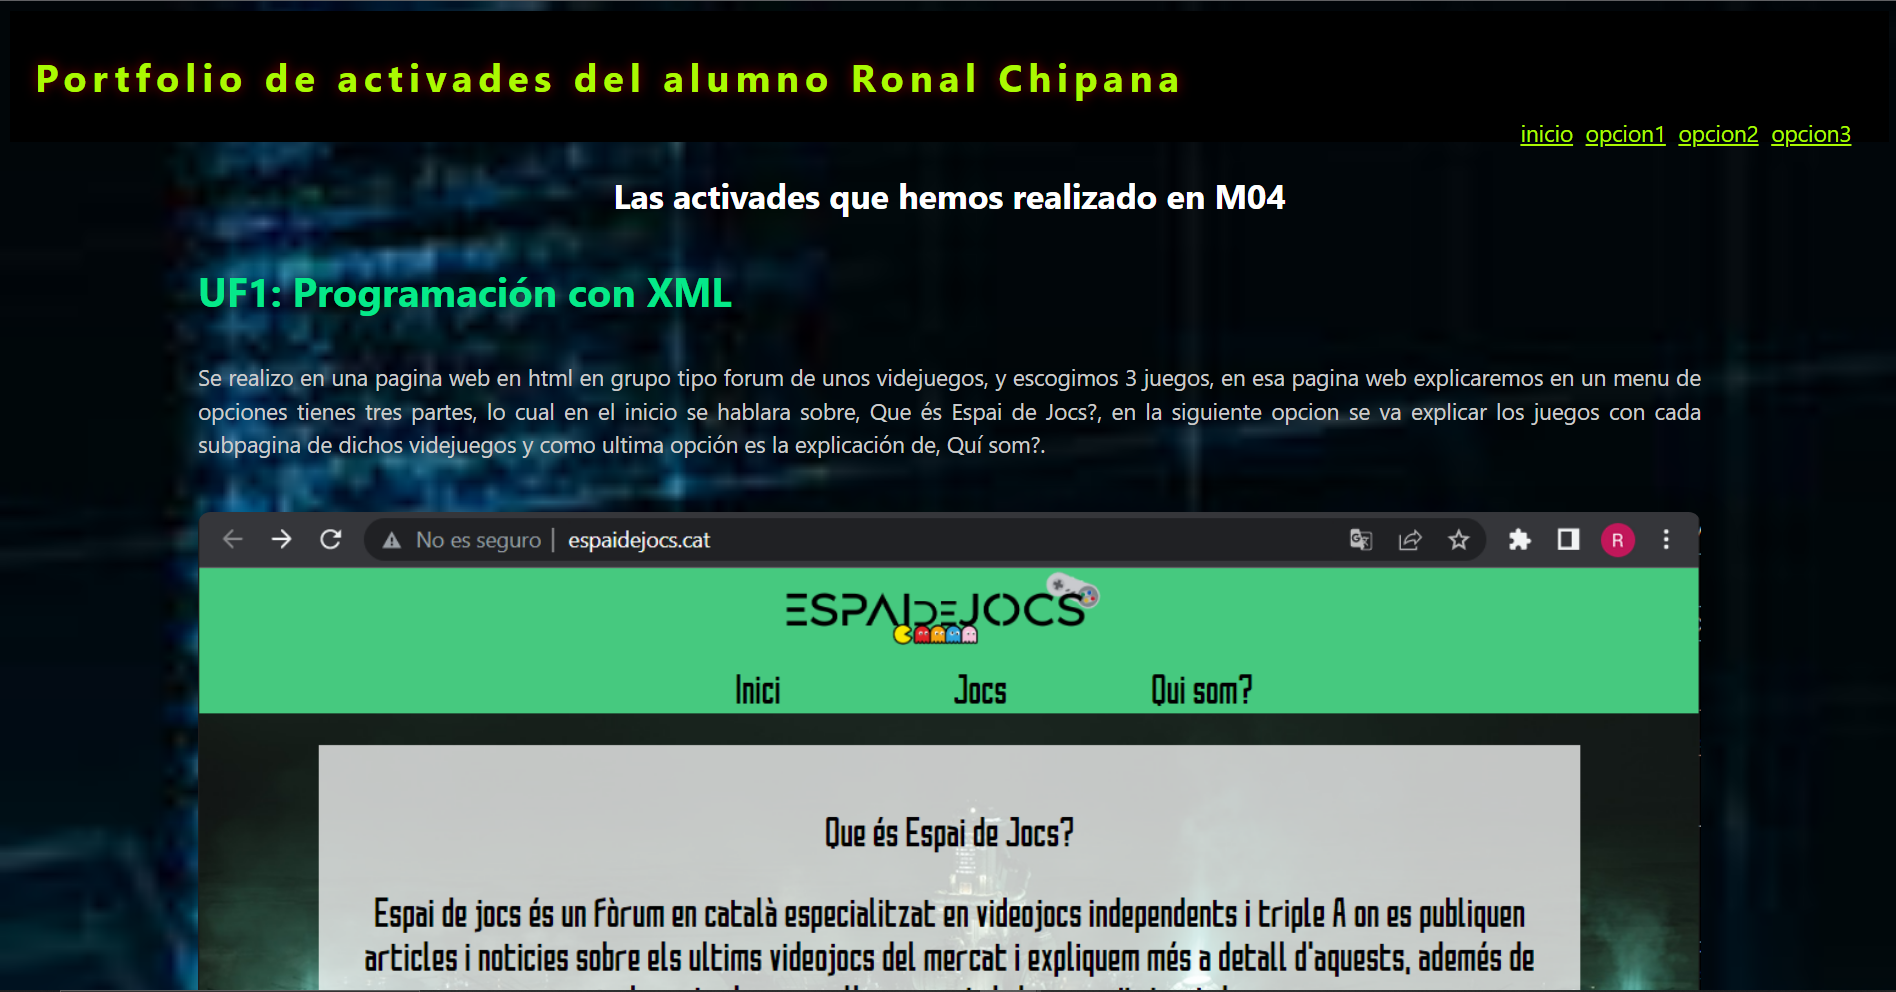 Portfolio de activades del alumno Ronal Chipana
inicio opcion1 opcion2 opcion3
Las activades que hemos realizado en M04
UF1: Programación con XML
Se realizo en una pagina web en html en grupo tipo forum de unos videjuegos, y escogimos 3 juegos, en esa pagina web explicaremos en un menu de
opciones tienes tres partes, lo cual en el inicio se hablara sobre, Que és Espai de Jocs?, en la siguiente opcion se va explicar los juegos con cada
subpagina de dichos videjuegos y como ultima opción es la explicación de, Quí som?.
No es seguro | espaidejocs.cat
R
ESPAI DE JOCS
Inici Jocs Qui som?
Que és Espai de Jocs?
Espai de jocs és un Fòrum en català especialitzat en videojocs independents i triple A on es publiquen
articles i noticies sobre els ultims videojocs del mercat i expliquem més a detall d'aquests, ademés de